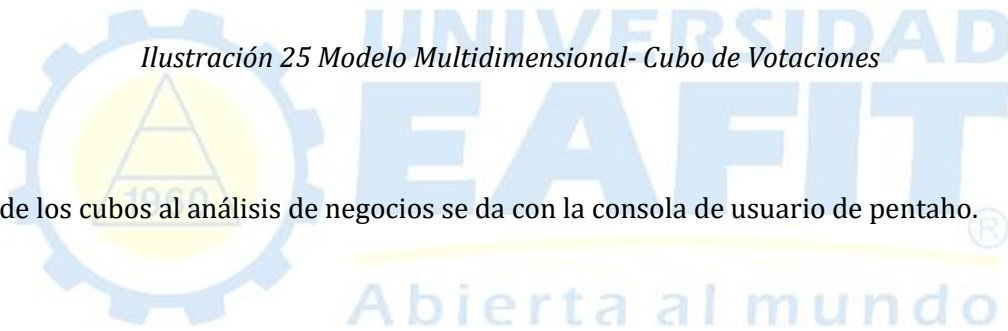 UNIVERSIDAD
Ilustración 25 Modelo Multidimensional- Cubo de Votaciones
EAFIT
1960
de los cubos al análisis de negocios se da con la consola de usuario de pentaho.
®
Abierta al mundo